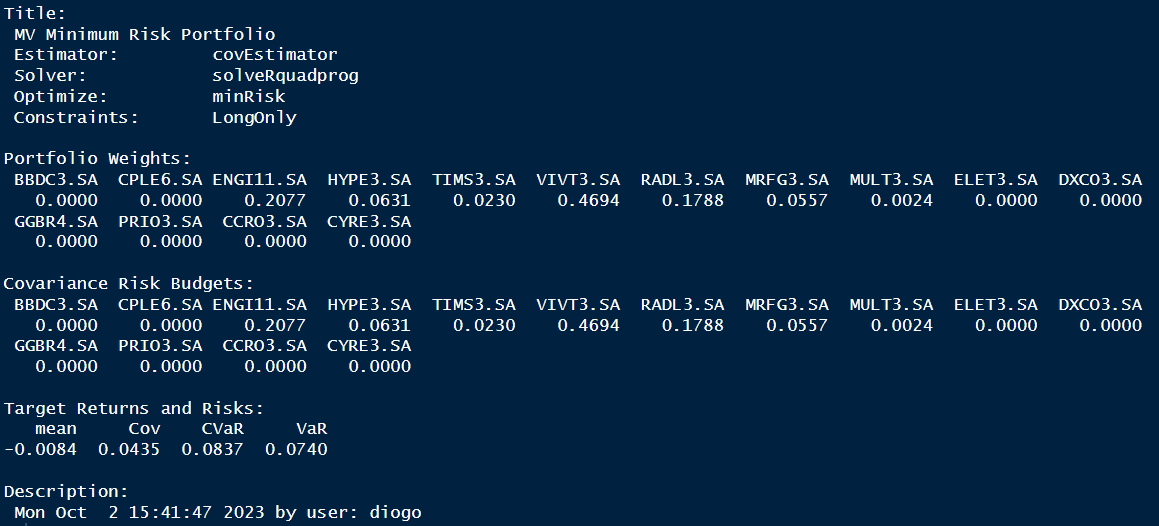 Title:
 MV Minimum Risk Portfolio
 Estimator:         covEstimator
 Solver:            solveRquadprog
 Optimize:          minRisk
 Constraints:       LongOnly

Portfolio Weights:
 BBDC3.SA  CPLE6.SA ENGI11.SA  HYPE3.SA  TIMS3.SA  VIVT3.SA  RADL3.SA  MRFG3.SA  MULT3.SA  ELET3.SA  DXCO3.SA
   0.0000    0.0000    0.2077    0.0631    0.0230    0.4694    0.1788    0.0557    0.0024    0.0000    0.0000
 GGBR4.SA  PRIO3.SA  CCRO3.SA  CYRE3.SA
   0.0000    0.0000    0.0000    0.0000

Covariance Risk Budgets:
 BBDC3.SA  CPLE6.SA ENGI11.SA  HYPE3.SA  TIMS3.SA  VIVT3.SA  RADL3.SA  MRFG3.SA  MULT3.SA  ELET3.SA  DXCO3.SA
   0.0000    0.0000    0.2077    0.0631    0.0230    0.4694    0.1788    0.0557    0.0024    0.0000    0.0000
 GGBR4.SA  PRIO3.SA  CCRO3.SA  CYRE3.SA
   0.0000    0.0000    0.0000    0.0000

Target Returns and Risks:
   mean     Cov    CVaR     VaR
-0.0084  0.0435  0.0837  0.0740

Description:
 Mon Oct  2 15:41:47 2023 by user: diogo